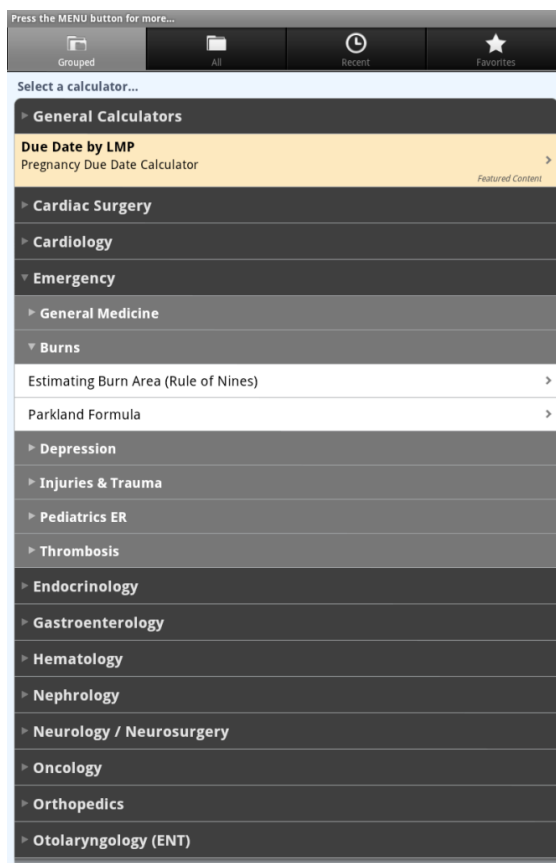 Press the MENU button for more...
Grouped
All
Recent
Favorites
Select a calculator...
General Calculators
Due Date by LMP
Pregnancy Due Date Calculator
Featured Content
Cardiac Surgery
Cardiology
Emergency
General Medicine
Burns
Estimating Burn Area (Rule of Nines)
Parkland Formula
Depression
Injuries & Trauma
Pediatrics ER
Thrombosis
Endocrinology
Gastroenterology
Hematology
Nephrology
Neurology / Neurosurgery
Oncology
Orthopedics
Otolaryngology (ENT)